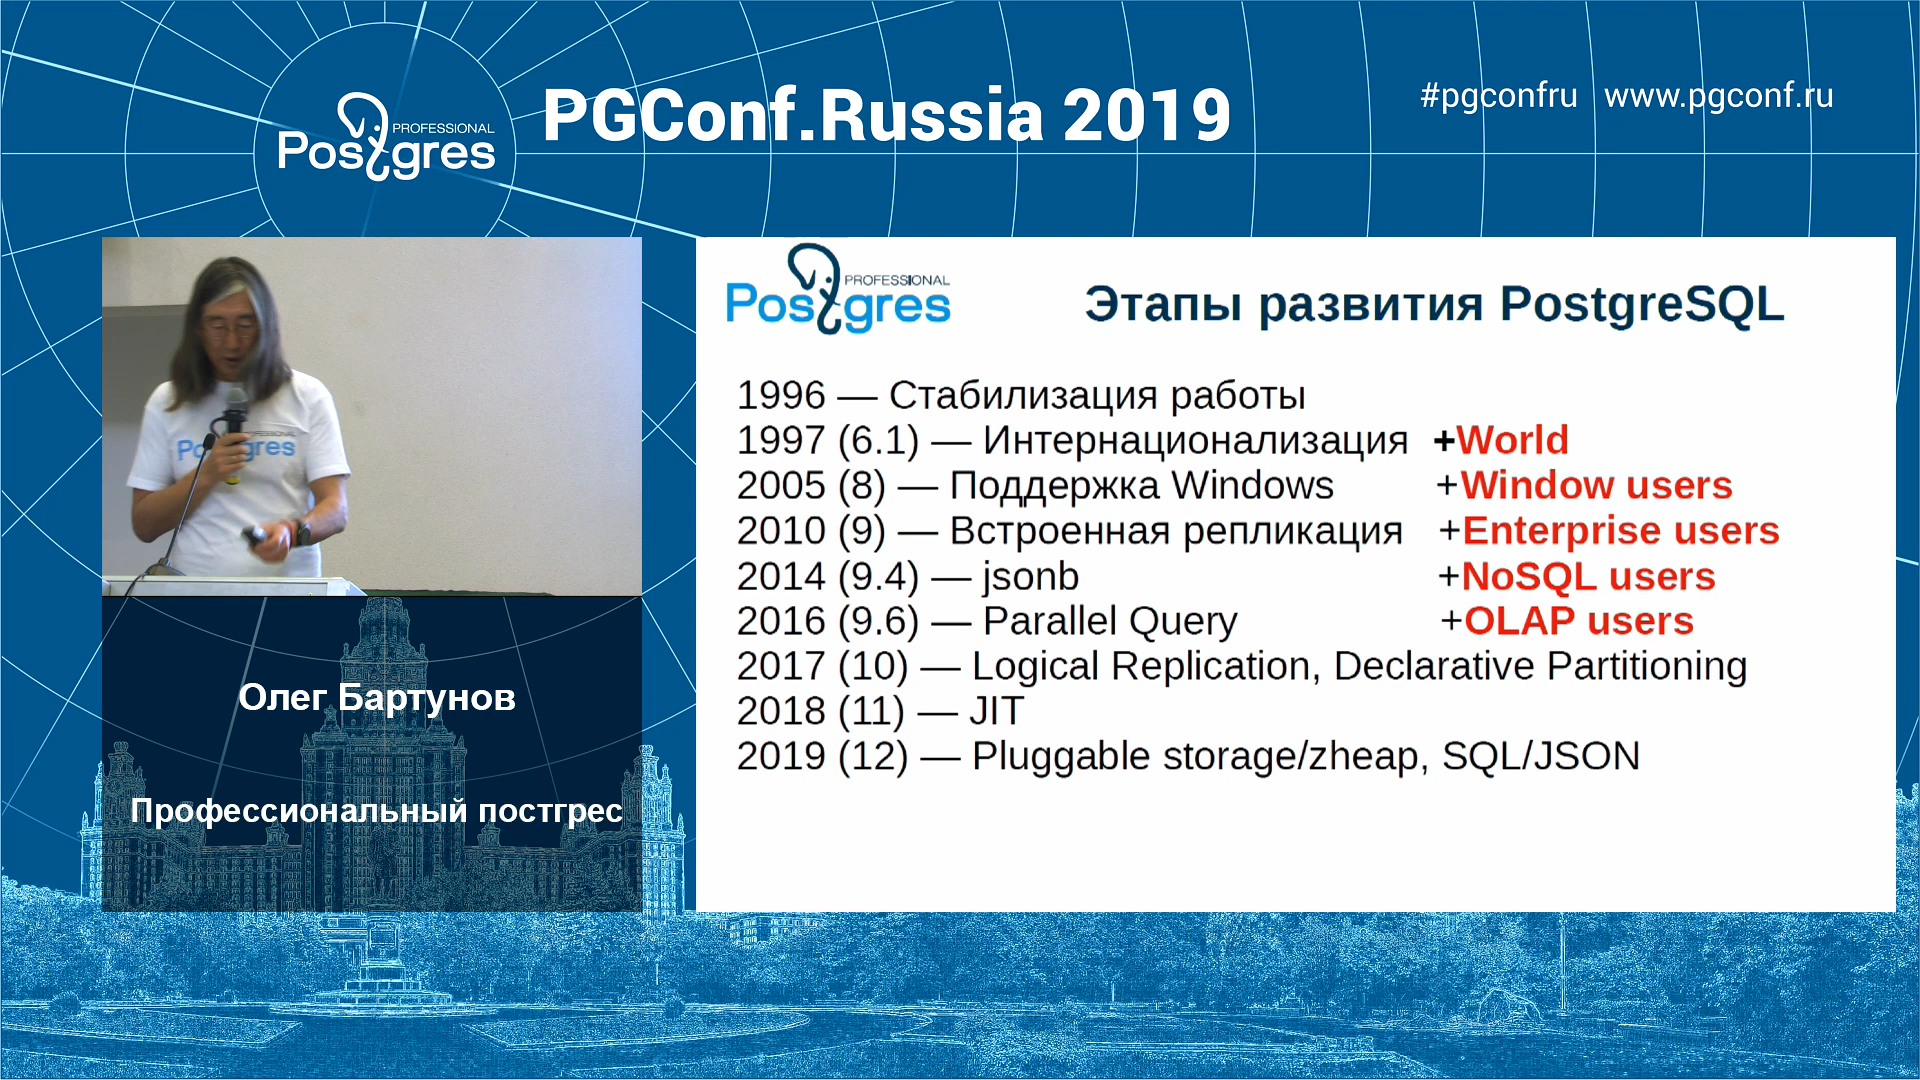 PROFESSIONAL
Postgres
PGConf.Russia 2019
#pgconfru www.pgconf.ru
PROFESSIONAL
Postgres
Олег Бартунов
Профессиональный постгрес
PROFESSIONAL
Postgres
Этапы развития PostgreSQL
1996 — Стабилизация работы
1997 (6.1) — Интернационализация +World
2005 (8) — Поддержка Windows +Window users
2010 (9) — Встроенная репликация +Enterprise users
2014 (9.4) — jsonb +NoSQL users
2016 (9.6) — Parallel Query +OLAP users
2017 (10) — Logical Replication, Declarative Partitioning
2018 (11) — JIT
2019 (12) — Pluggable storage/zheap, SQL/JSON